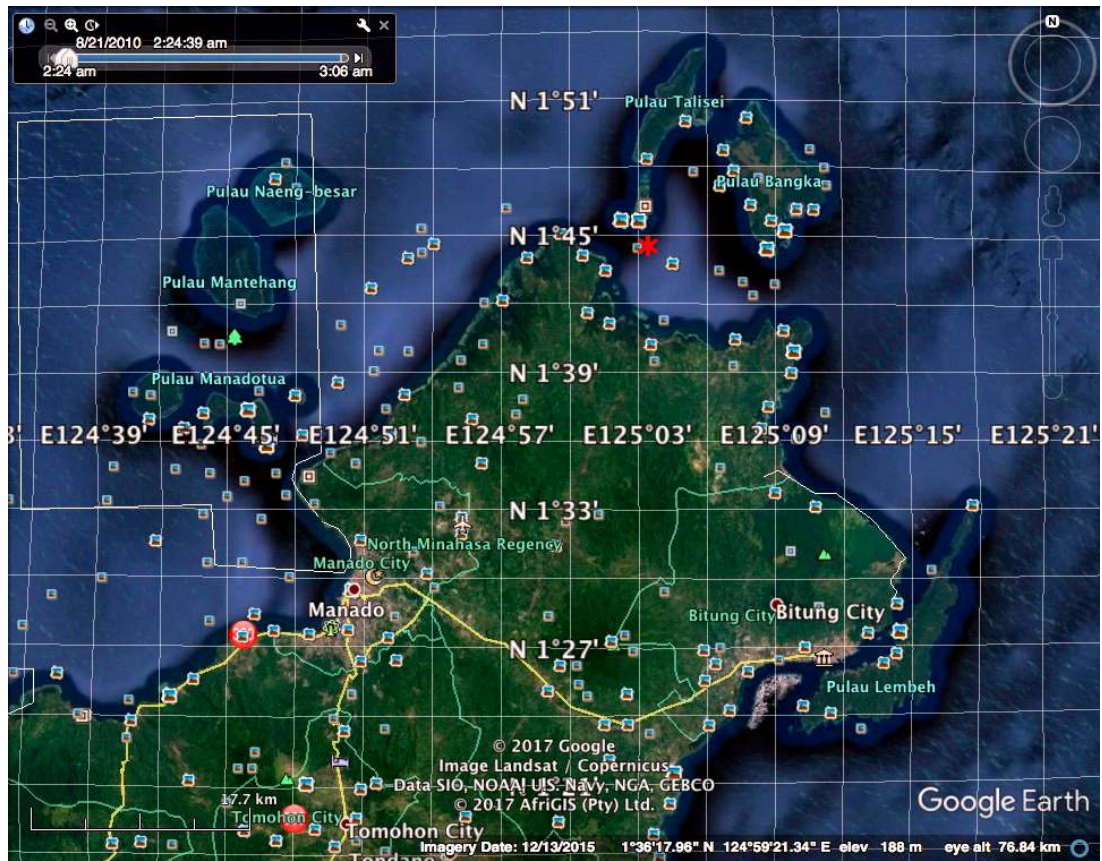 N
8/21/2010 2:24:39 am
2:24 am 3:06 am
N 1°51'
Pulau Talisei
Pulau Naeng-besar
Pulau Bangka
N 1°45'
Pulau Mantehang
Pulau Manadotua
N 1°39'
3' E124°39' E124°45' E124°51' E124°57' E125°03' E125°09' E125°15' E125°21'
N 1°33'
North Minahasa Regency
Manado City
Manado
Bitung City Bitung City
N 1°27'
Pulau Lembeh
© 2017 Google
Image Landsat / Copernicus
Data SIO, NOAA, U.S. Navy, NGA, GEBCO
© 2017 AfriGIS (Pty) Ltd.
17.7 km
Google Earth
Tomohon City
Tomohon City
Imagery Date: 12/13/2015 1°36'17.96" N 124°59'21.34" E elev 188 m eye alt 76.84 km
Tondano